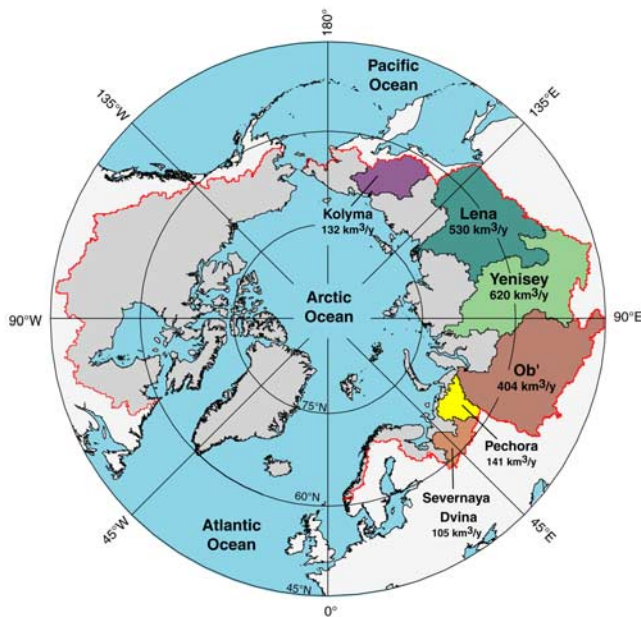 180°
135°W
Pacific
Ocean
135°E
Kolyma
132 km³/y
Lena
530 km³/y
Yenisey
620 km³/y
Arctic
Ocean
90°W
90°E
Ob'
404 km³/y
75°N
Pechora
141 km³/y
Severnaya
Dvina
105 km³/y
60°N
Atlantic
Ocean
45°W
45°E
45°N
0°